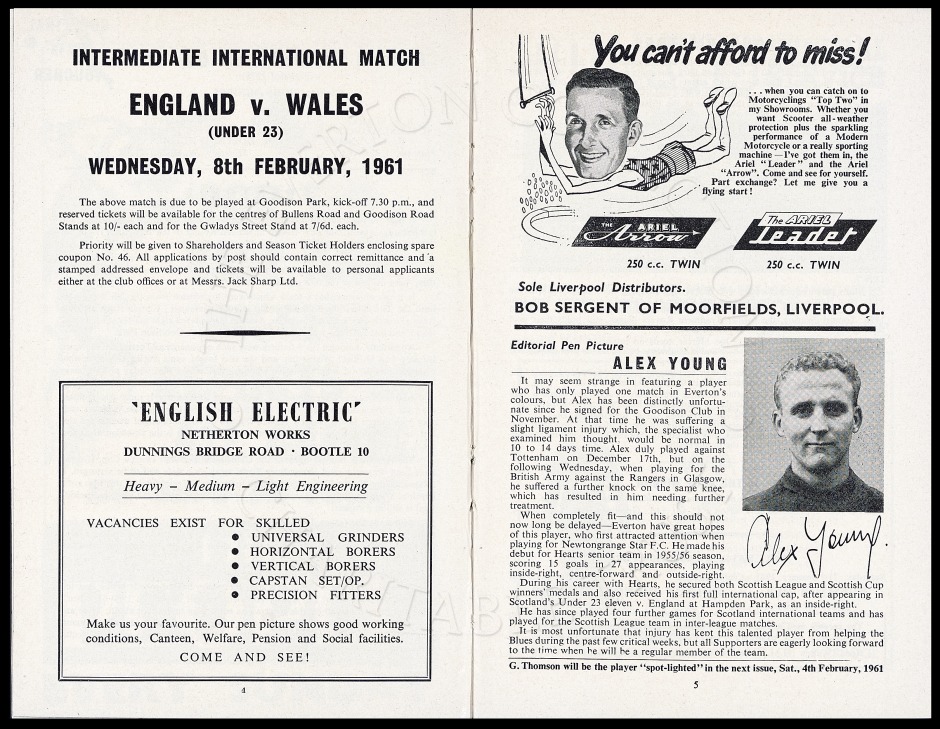 INTERMEDIATE INTERNATIONAL MATCH
ENGLAND v. WALES
(UNDER 23)
WEDNESDAY, 8th FEBRUARY, 1961
The above match is due to be played at Goodison Park, kick-off 7.30 p.m., and
reserved tickets will be available for the centres of Bullens Road and Goodison Road
Stands at 10/- each and for the Gwladys Street Stand at 7/6d. each.
Priority will be given to Shareholders and Season Ticket Holders enclosing spare
coupon No. 46. All applications by post should contain correct remittance and a
stamped addressed envelope and tickets will be available to personal applicants
either at the club offices or at Messrs. Jack Sharp Ltd.
'ENGLISH ELECTRIC'
NETHERTON WORKS
DUNNINGS BRIDGE ROAD · BOOTLE 10
Heavy – Medium – Light Engineering
VACANCIES EXIST FOR SKILLED
● UNIVERSAL GRINDERS
● HORIZONTAL BORERS
● VERTICAL BORERS
● CAPSTAN SET/OP.
● PRECISION FITTERS
Make us your favourite. Our pen picture shows good working
conditions, Canteen, Welfare, Pension and Social facilities.
COME AND SEE!
4
You can't afford to miss!
. . . when you can catch on to
Motorcyclings "Top Two" in
my Showrooms. Whether you
want Scooter all-weather
protection plus the sparkling
performance of a Modern
Motorcycle or a really sporting
machine—I've got them in, the
Ariel "Leader" and the Ariel
"Arrow". Come and see for yourself.
Part exchange? Let me give you a
flying start!
THE ARIEL Arrow
The ARIEL Leader
250 c.c. TWIN
250 c.c. TWIN
Sole Liverpool Distributors.
BOB SERGENT OF MOORFIELDS, LIVERPOOL.
Editorial Pen Picture
ALEX YOUNG
It may seem strange in featuring a player
who has only played one match in Everton's
colours, but Alex has been distinctly unfortu-
nate since he signed for the Goodison Club in
November. At that time he was suffering a
slight ligament injury which, the specialist who
examined him thought would be normal in
10 to 14 days time. Alex duly played against
Tottenham on December 17th, but on the
following Wednesday, when playing for the
British Army against the Rangers in Glasgow,
he suffered a further knock on the same knee,
which has resulted in him needing further
treatment.
When completely fit—and this should not
now long be delayed—Everton have great hopes
of this player, who first attracted attention when
playing for Newtongrange Star F.C. He made his
debut for Hearts senior team in 1955/56 season,
scoring 15 goals in 27 appearances, playing
inside-right, centre-forward and outside-right.
Alex Young.
During his career with Hearts, he secured both Scottish League and Scottish Cup
winners' medals and also received his first full international cap, after appearing in
Scotland's Under 23 eleven v. England at Hampden Park, as an inside-right.
He has since played four further games for Scotland international teams and has
played for the Scottish League team in inter-league matches.
It is most unfortunate that injury has kept this talented player from helping the
Blues during the past few critical weeks, but all Supporters are eagerly looking forward
to the time when he will be a regular member of the team.
G. Thomson will be the player "spot-lighted" in the next issue, Sat., 4th February, 1961
5